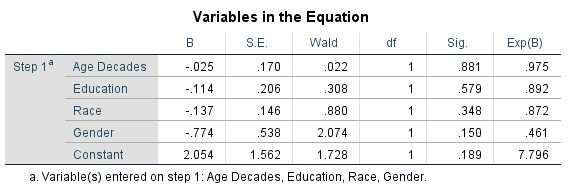 Variables in the Equation
B S.E. Wald df Sig. Exp(B)
Step 1a Age Decades -.025 .170 .022 1 .881 .975
Education -.114 .206 .308 1 .579 .892
Race -.137 .146 .880 1 .348 .872
Gender -.774 .538 2.074 1 .150 .461
Constant 2.054 1.562 1.728 1 .189 7.796
a. Variable(s) entered on step 1: Age Decades, Education, Race, Gender.